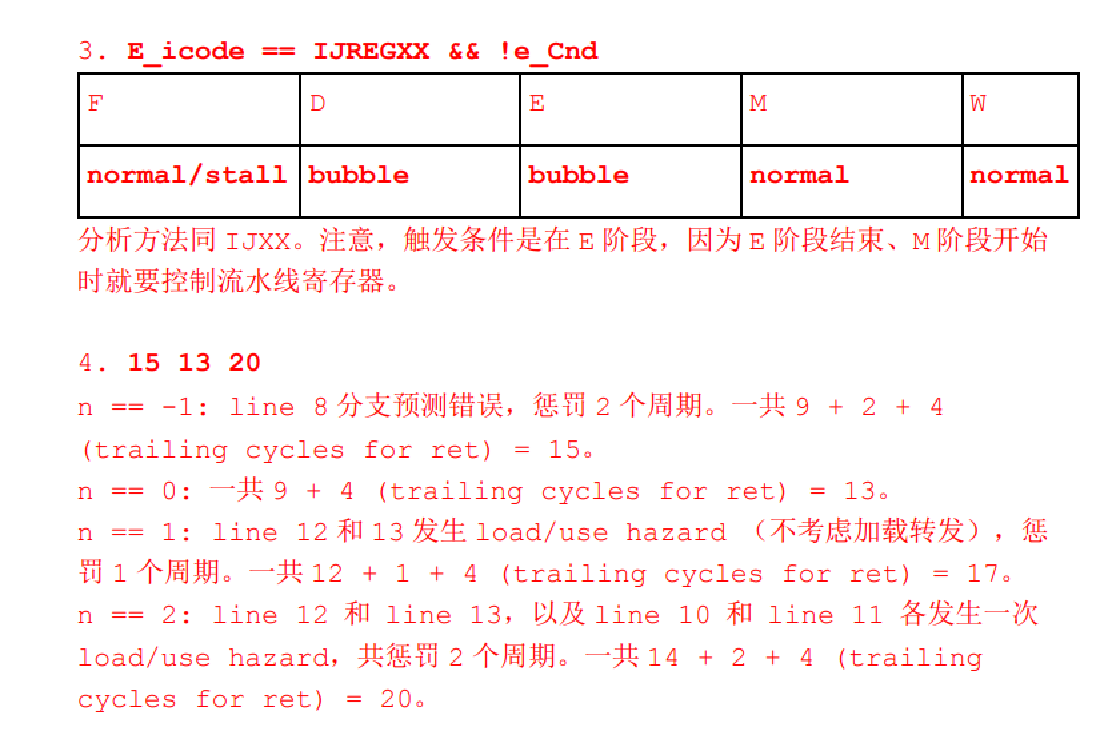 3. E_icode == IJREGXX && !e_Cnd
F D E M W
normal/stall bubble bubble normal normal
分析方法同 IJXX。注意，触发条件是在 E 阶段，因为 E 阶段结束、M 阶段开始
时就要控制流水线寄存器。
4. 15 13 20
n == -1: line 8 分支预测错误，惩罚 2 个周期。一共 9 + 2 + 4
(trailing cycles for ret) = 15。
n == 0: 一共 9 + 4 (trailing cycles for ret) = 13。
n == 1: line 12 和 13 发生 load/use hazard （不考虑加载转发），惩
罚 1 个周期。一共 12 + 1 + 4 (trailing cycles for ret) = 17。
n == 2: line 12 和 line 13，以及 line 10 和 line 11 各发生一次
load/use hazard，共惩罚 2 个周期。一共 14 + 2 + 4 (trailing
cycles for ret) = 20。